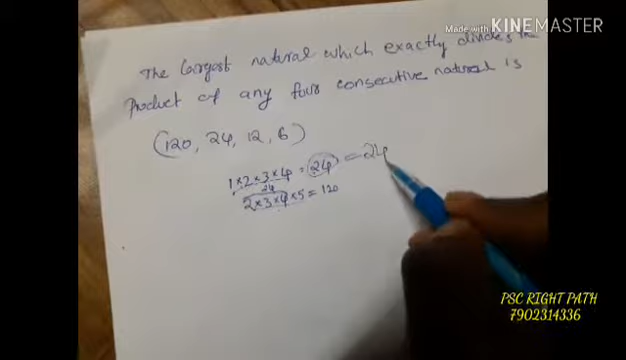 Made with KINEMASTER
The largest natural which exactly divides the
Product of any four consecutive natural is
(120, 24, 12, 6)
1×2×3×4 = 24 = 24
24
2×3×4×5 = 120
PSC RIGHT PATH
7902314336